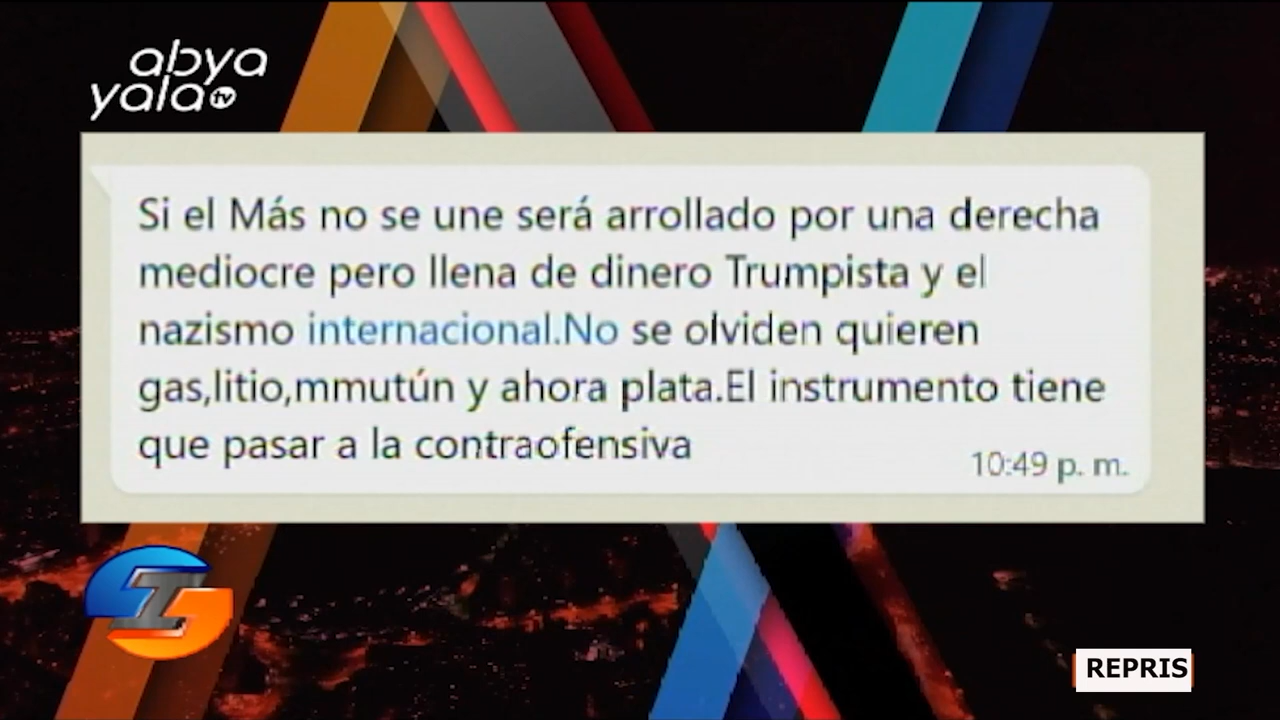 abya
yala tv
Si el Más no se une será arrollado por una derecha
mediocre pero llena de dinero Trumpista y el
nazismo internacional.No se olviden quieren
gas,litio,mmutún y ahora plata.El instrumento tiene
que pasar a la contraofensiva
10:49 p. m.
REPRIS